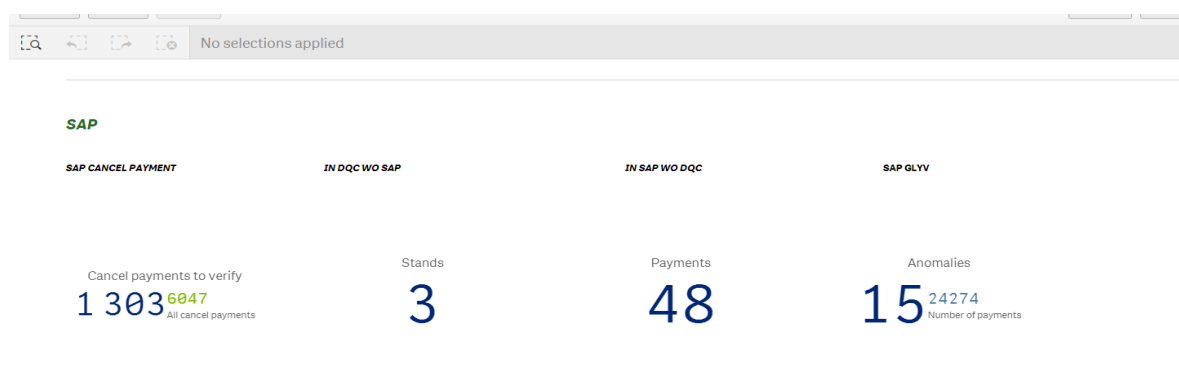 No selections applied
SAP
SAP CANCEL PAYMENT
IN DQC WO SAP
IN SAP WO DQC
SAP GLYV
Cancel payments to verify
1 303
6047
All cancel payments
Stands
3
Payments
48
Anomalies
15
24274
Number of payments